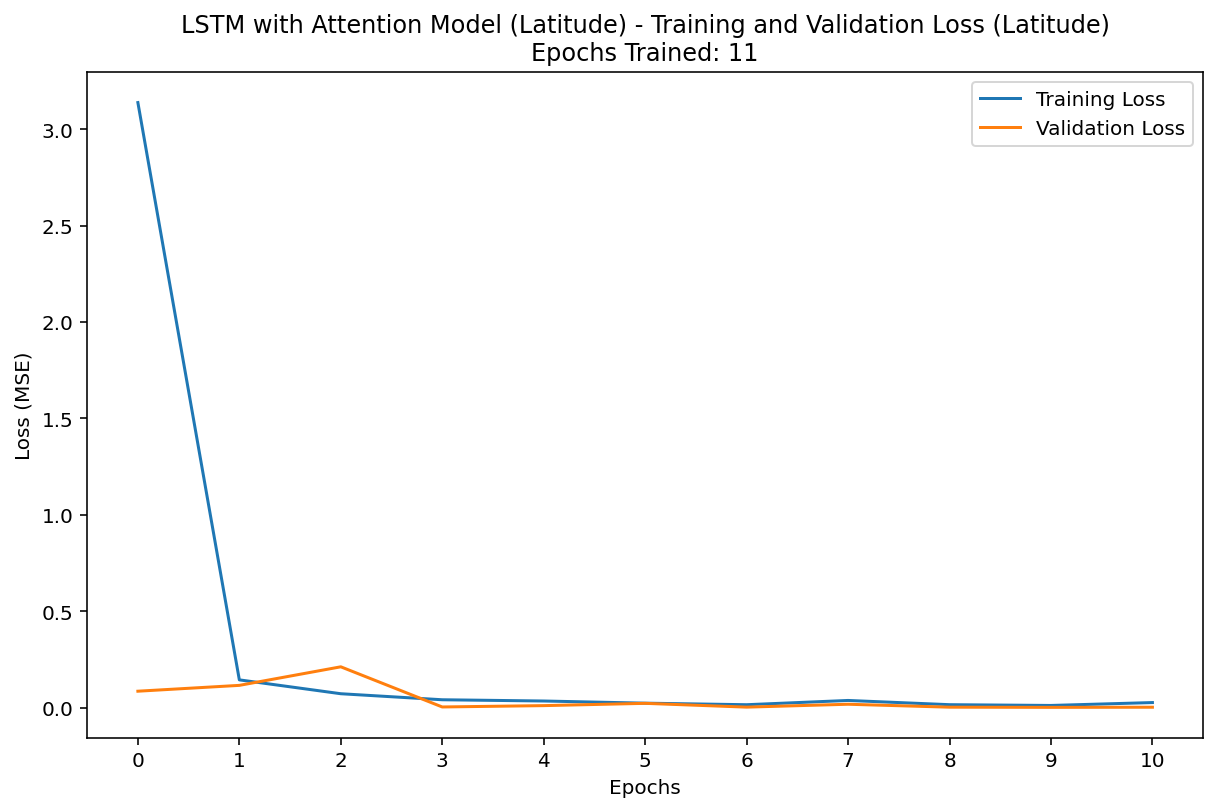 LSTM with Attention Model (Latitude) - Training and Validation Loss (Latitude)
Epochs Trained: 11
Training Loss
Validation Loss
3.0
2.5
2.0
1.5
1.0
0.5
0.0
Loss (MSE)
0 1 2 3 4 5 6 7 8 9 10
Epochs